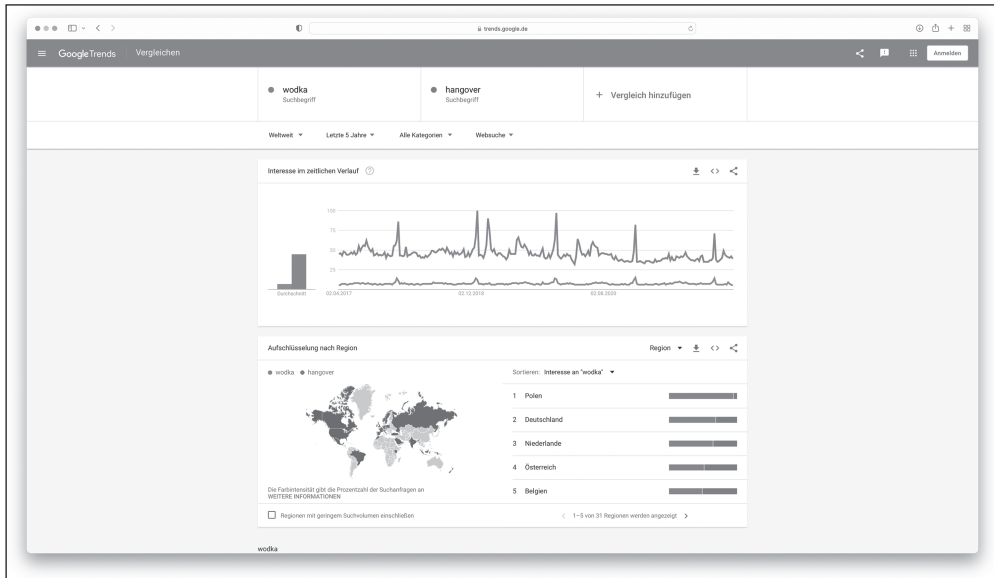 trends.google.de
Google Trends Vergleichen
Anmelden
wodka
Suchbegriff
hangover
Suchbegriff
+ Vergleich hinzufügen
Weltweit Letzte 5 Jahre Alle Kategorien Websuche
Interesse im zeitlichen Verlauf
100
75
50
25
Durchschnitt
02.04.2017
02.12.2018
02.08.2020
Aufschlüsselung nach Region
Region
wodka hangover
Die Farbintensität gibt die Prozentzahl der Suchanfragen an
WEITERE INFORMATIONEN
Regionen mit geringem Suchvolumen einschließen
Sortieren: Interesse an "wodka"
1 Polen
2 Deutschland
3 Niederlande
4 Österreich
5 Belgien
1–5 von 31 Regionen werden angezeigt
wodka